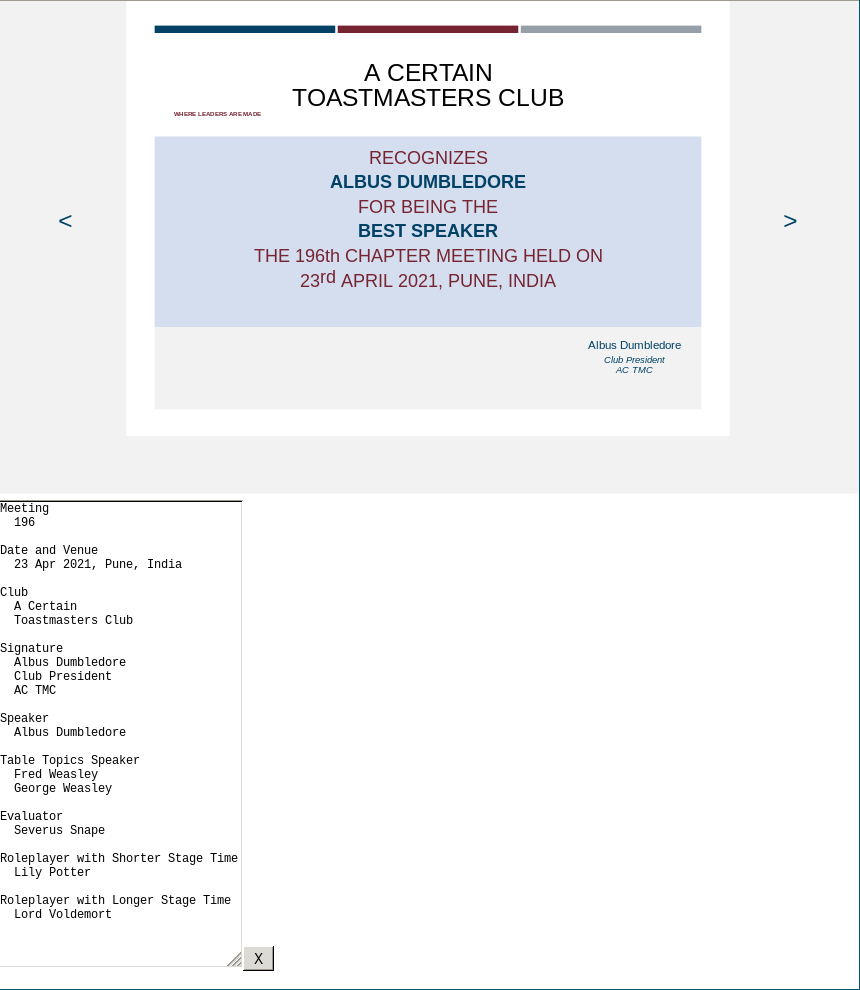 A CERTAIN
TOASTMASTERS CLUB
WHERE LEADERS ARE MADE
RECOGNIZES
ALBUS DUMBLEDORE
FOR BEING THE
BEST SPEAKER
THE 196th CHAPTER MEETING HELD ON
23rd APRIL 2021, PUNE, INDIA
<
>
Albus Dumbledore
Club President
AC TMC
Meeting
196
Date and Venue
23 Apr 2021, Pune, India
Club
A Certain
Toastmasters Club
Signature
Albus Dumbledore
Club President
AC TMC
Speaker
Albus Dumbledore
Table Topics Speaker
Fred Weasley
George Weasley
Evaluator
Severus Snape
Roleplayer with Shorter Stage Time
Lily Potter
Roleplayer with Longer Stage Time
Lord Voldemort
X